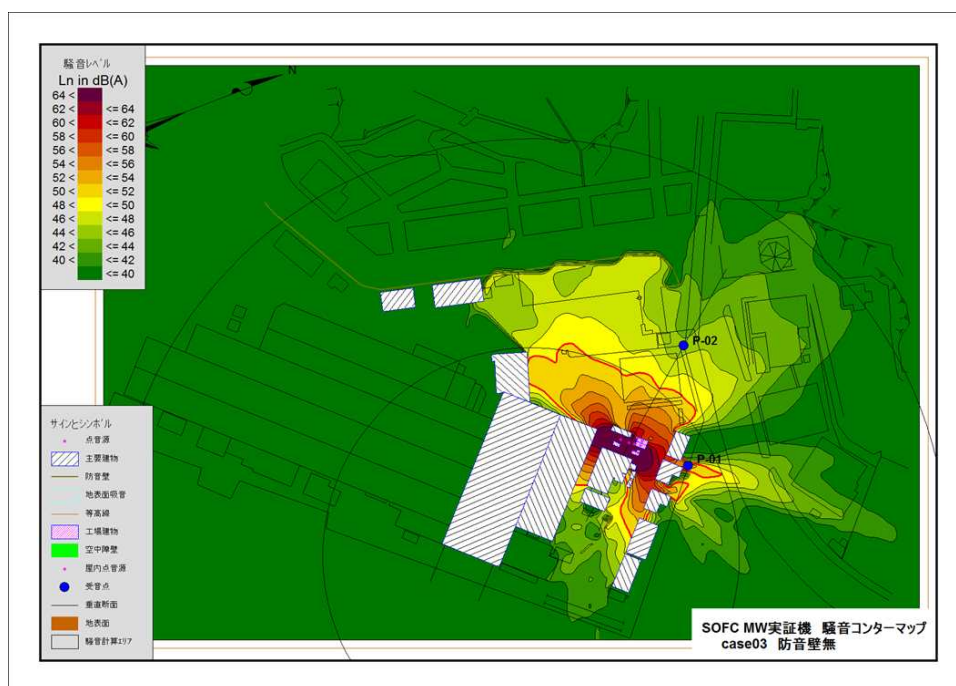 騒音レベル
Ln in dB(A)
64 <
62 < <= 64
60 < <= 62
58 < <= 60
56 < <= 58
54 < <= 56
52 < <= 54
50 < <= 52
48 < <= 50
46 < <= 48
44 < <= 46
42 < <= 44
40 < <= 42
<= 40
N
P-02
P-01
サインとシンボル
点音源
主要建物
防音壁
地表面吸音
等高線
工場建物
空中障壁
屋内点音源
受音点
垂直断面
地表面
騒音計算エリア
SOFC MW実証機 騒音コンターマップ
case03 防音壁無